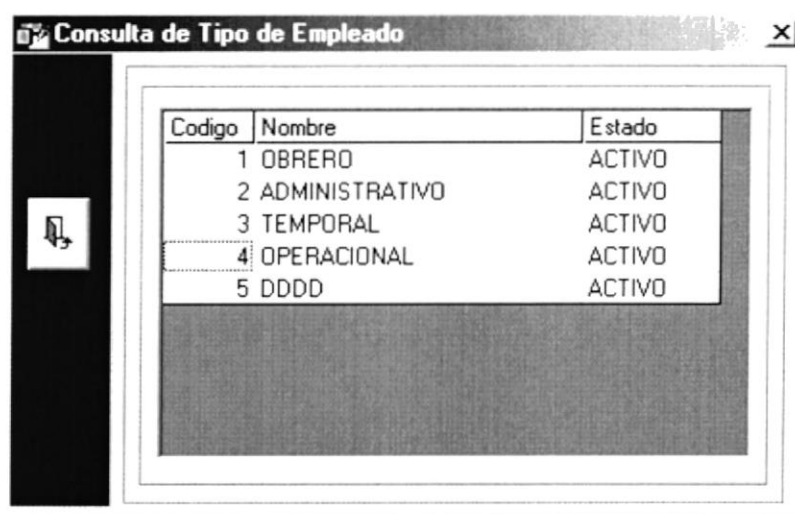 Consulta de Tipo de Empleado
Codigo Nombre Estado
1 OBRERO ACTIVO
2 ADMINISTRATIVO ACTIVO
3 TEMPORAL ACTIVO
4 OPERACIONAL ACTIVO
5 DDDD ACTIVO